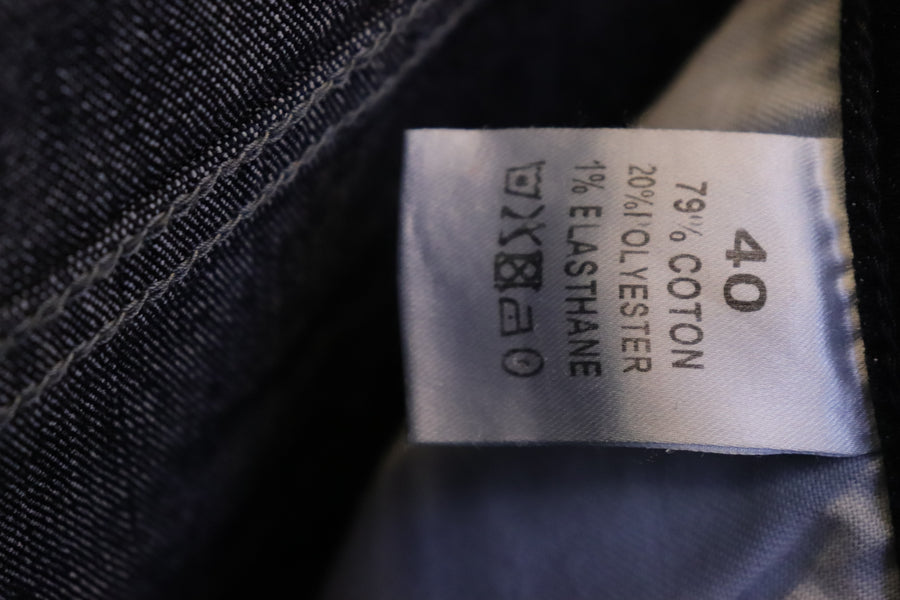 40
79% COTON
20% POLYESTER
1% ELASTHANE